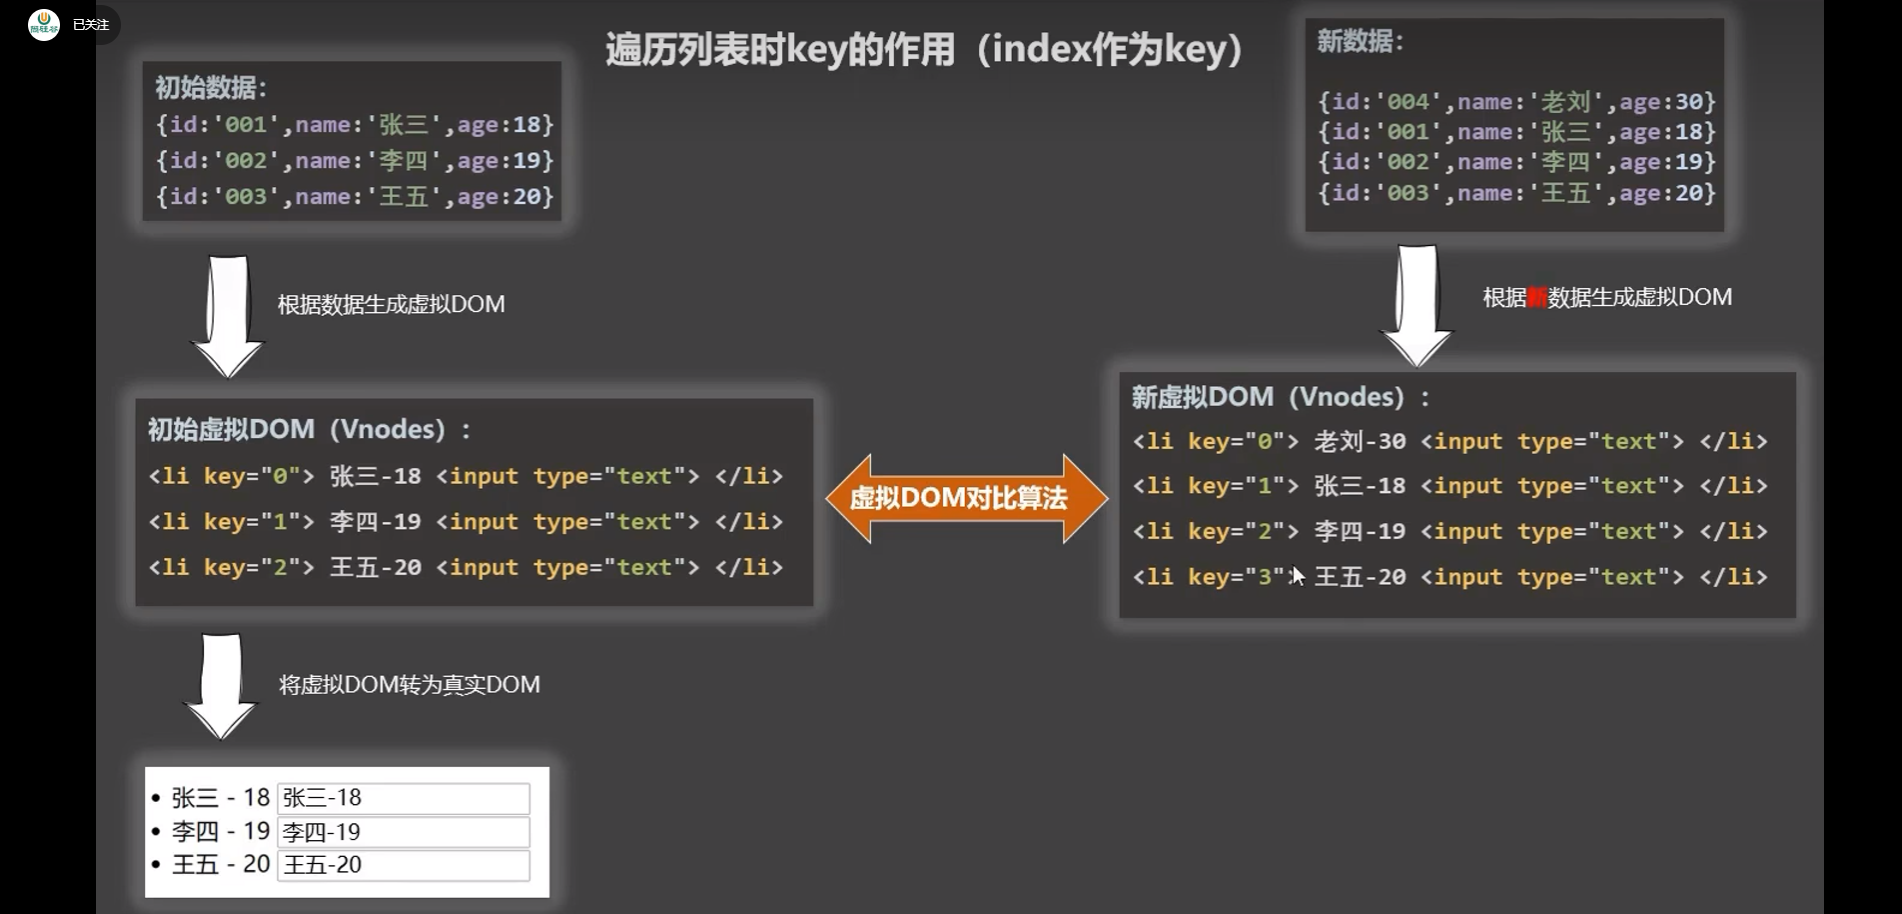 已关注
遍历列表时key的作用（index作为key）
初始数据：
{id:'001',name:'张三',age:18}
{id:'002',name:'李四',age:19}
{id:'003',name:'王五',age:20}
根据数据生成虚拟DOM
初始虚拟DOM（Vnodes）:
<li key="0"> 张三-18 <input type="text"> </li>
<li key="1"> 李四-19 <input type="text"> </li>
<li key="2"> 王五-20 <input type="text"> </li>
将虚拟DOM转为真实DOM
• 张三 - 18 张三-18
• 李四 - 19 李四-19
• 王五 - 20 王五-20
虚拟DOM对比算法
新数据：
{id:'004',name:'老刘',age:30}
{id:'001',name:'张三',age:18}
{id:'002',name:'李四',age:19}
{id:'003',name:'王五',age:20}
根据新数据生成虚拟DOM
新虚拟DOM（Vnodes）:
<li key="0"> 老刘-30 <input type="text"> </li>
<li key="1"> 张三-18 <input type="text"> </li>
<li key="2"> 李四-19 <input type="text"> </li>
<li key="3"> 王五-20 <input type="text"> </li>